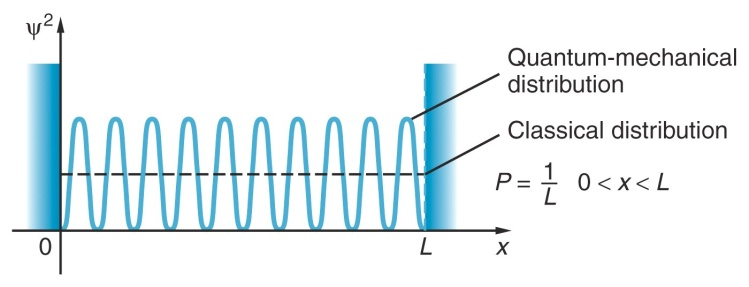 ψ²
Quantum-mechanical
distribution
Classical distribution
P = 1/L 0 < x < L
0
L
x